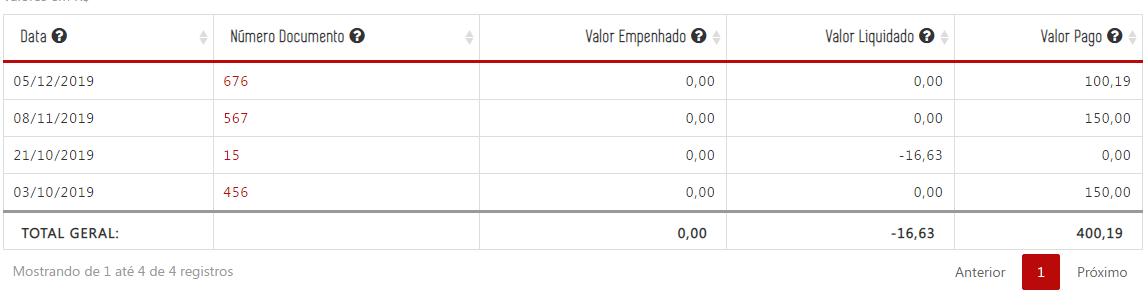 Data Número Documento Valor Empenhado Valor Liquidado Valor Pago
05/12/2019 676 0,00 0,00 100,19
08/11/2019 567 0,00 0,00 150,00
21/10/2019 15 0,00 -16,63 0,00
03/10/2019 456 0,00 0,00 150,00
TOTAL GERAL: 0,00 -16,63 400,19
Mostrando de 1 até 4 de 4 registros Anterior 1 Próximo